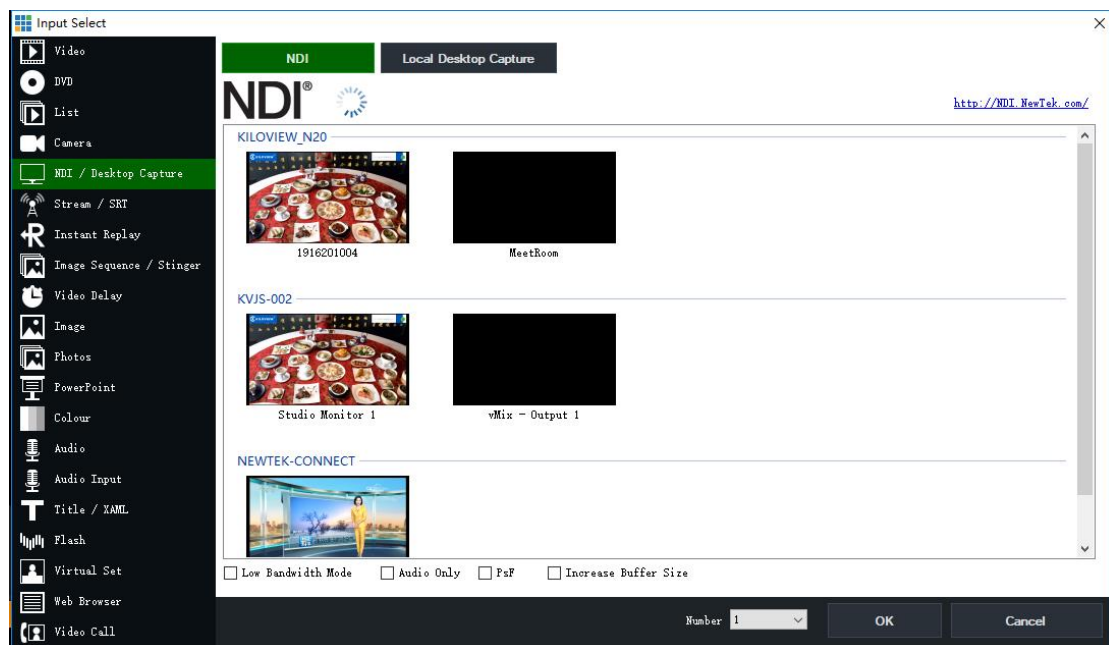 Input Select
Video
DVD
List
Camera
NDI / Desktop Capture
Stream / SRT
Instant Replay
Image Sequence / Stinger
Video Delay
Image
Photos
PowerPoint
Colour
Audio
Audio Input
Title / XAML
Flash
Virtual Set
Web Browser
Video Call
NDI
Local Desktop Capture
NDI®
http://NDI.NewTek.com/
KILOVIEW_N20
1916201004
MeetRoom
KVJS-002
Studio Monitor 1
vMix - Output 1
NEWTEK-CONNECT
Low Bandwidth Mode
Audio Only
PsF
Increase Buffer Size
Number 1
OK
Cancel